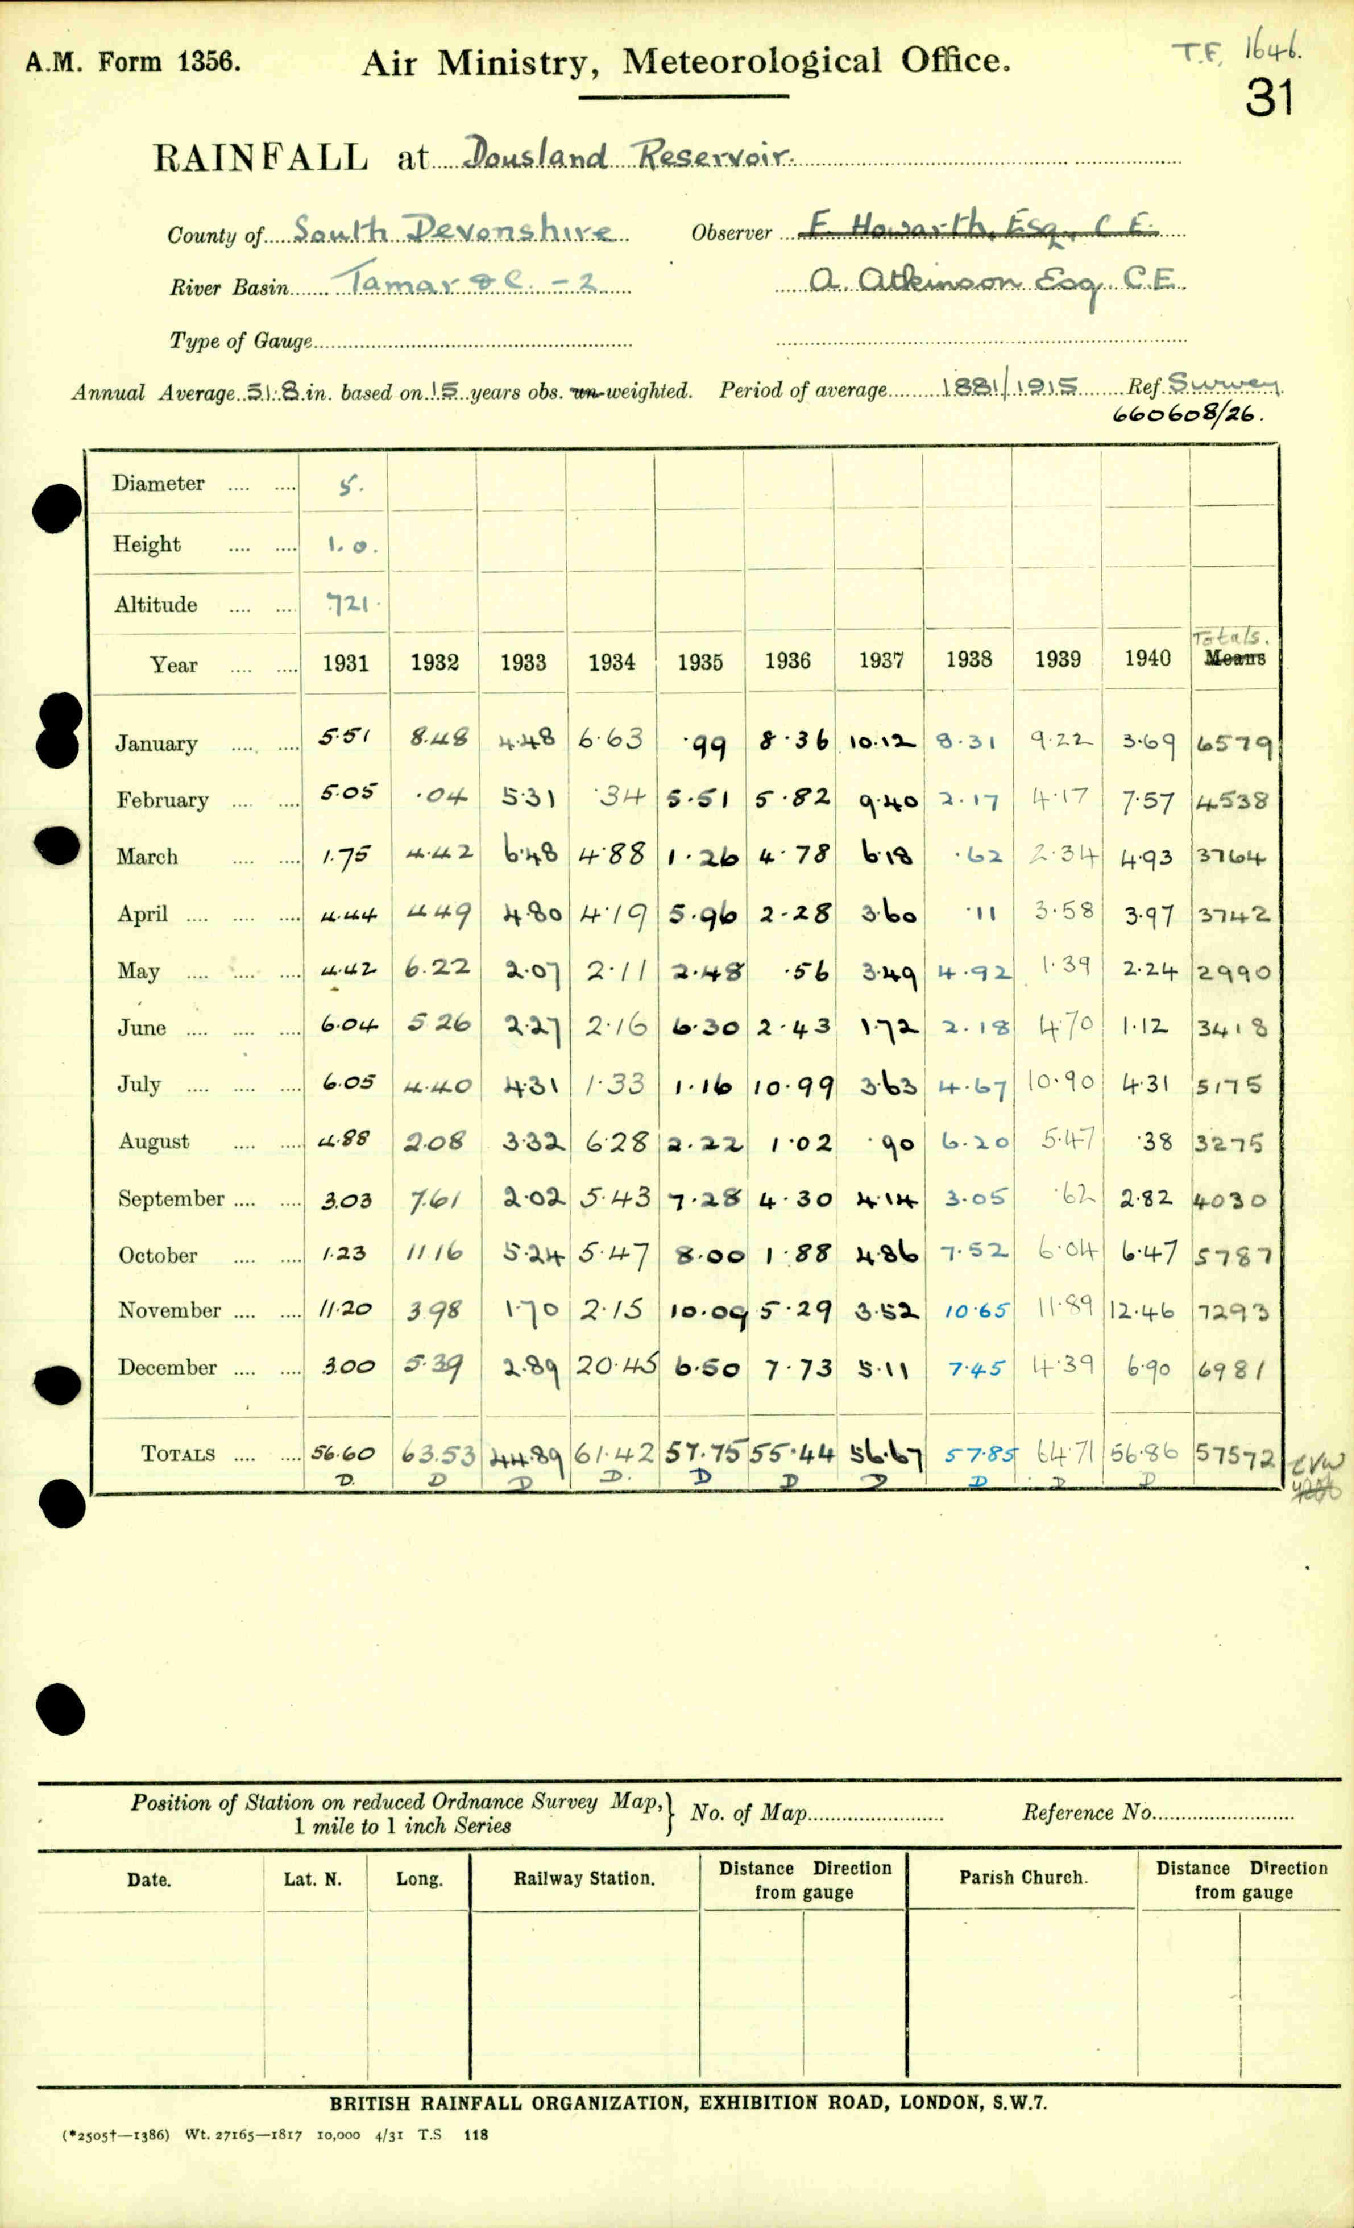 A.M. Form 1356. Air Ministry, Meteorological Office. T.F. 1646.
31
RAINFALL at Dousland Reservoir.
County of South Devonshire Observer F. Howarth, Esq., C.E.
River Basin Tamar &C. - 2 A. Atkinson Esq. C.E.
Type of Gauge
Annual Average 51.8 in. based on 15 years obs. un-weighted. Period of average 1881/1915 Ref Survey
660608/26.
Diameter .... .... 5.
Height .... .... 1.0.
Altitude .... .... 721.
Totals.
Year .... .... 1931 1932 1933 1934 1935 1936 1937 1938 1939 1940 Means
January .... .... 5.51 8.48 4.48 6.63 .99 8.36 10.12 8.31 9.22 3.69 6579
February .... .... 5.05 .04 5.31 .34 5.51 5.82 9.40 2.17 4.17 7.57 4538
March .... .... 1.75 4.42 6.48 4.88 1.26 4.78 6.18 .62 2.34 4.93 3764
April .... .... .... 4.44 4.49 4.80 4.19 5.96 2.28 3.60 .11 3.58 3.97 3742
May .... .... .... 4.42 6.22 2.07 2.11 2.48 .56 3.49 4.92 1.39 2.24 2990
June .... .... .... 6.04 5.26 2.27 2.16 6.30 2.43 1.72 2.18 4.70 1.12 3418
July .... .... .... 6.05 4.40 4.31 1.33 1.16 10.99 3.63 4.67 10.90 4.31 5175
August .... .... 4.88 2.08 3.32 6.28 2.22 1.02 .90 6.20 5.47 .38 3275
September .... .... 3.03 7.61 2.02 5.43 7.28 4.30 4.14 3.05 .62 2.82 4030
October .... .... 1.23 11.16 5.24 5.47 8.00 1.88 4.86 7.52 6.04 6.47 5787
November .... .... 11.20 3.98 1.70 2.15 10.09 5.29 3.52 10.65 11.89 12.46 7293
December .... .... 3.00 5.39 2.89 20.45 6.50 7.73 5.11 7.45 4.39 6.90 6981
TOTALS .... .... 56.60 63.53 44.89 61.42 57.75 55.44 56.67 57.85 64.71 56.86 57572
D. D D D. D D D D D D
Position of Station on reduced Ordnance Survey Map, } No. of Map Reference No.
1 mile to 1 inch Series
Date. Lat. N. Long. Railway Station. Distance Direction from gauge Parish Church. Distance Direction from gauge
BRITISH RAINFALL ORGANIZATION, EXHIBITION ROAD, LONDON, S.W.7.
(*2505†—1386) Wt. 27165—1817 10,000 4/31 T.S 118